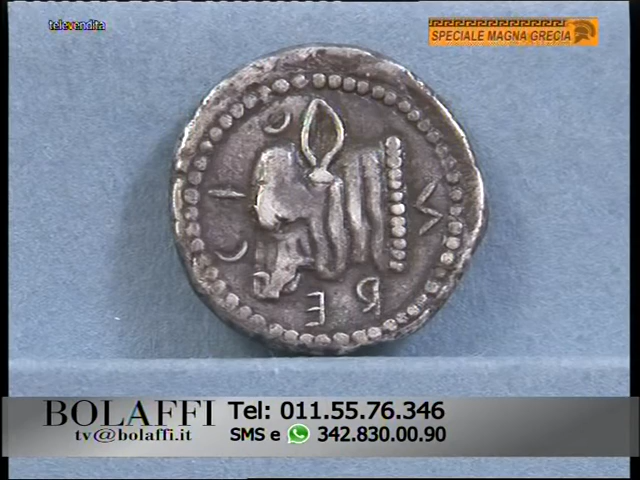 televendita
SPECIALE MAGNA GRECIA
BOLAFFI
tv@bolaffi.it
Tel: 011.55.76.346
SMS e 342.830.00.90